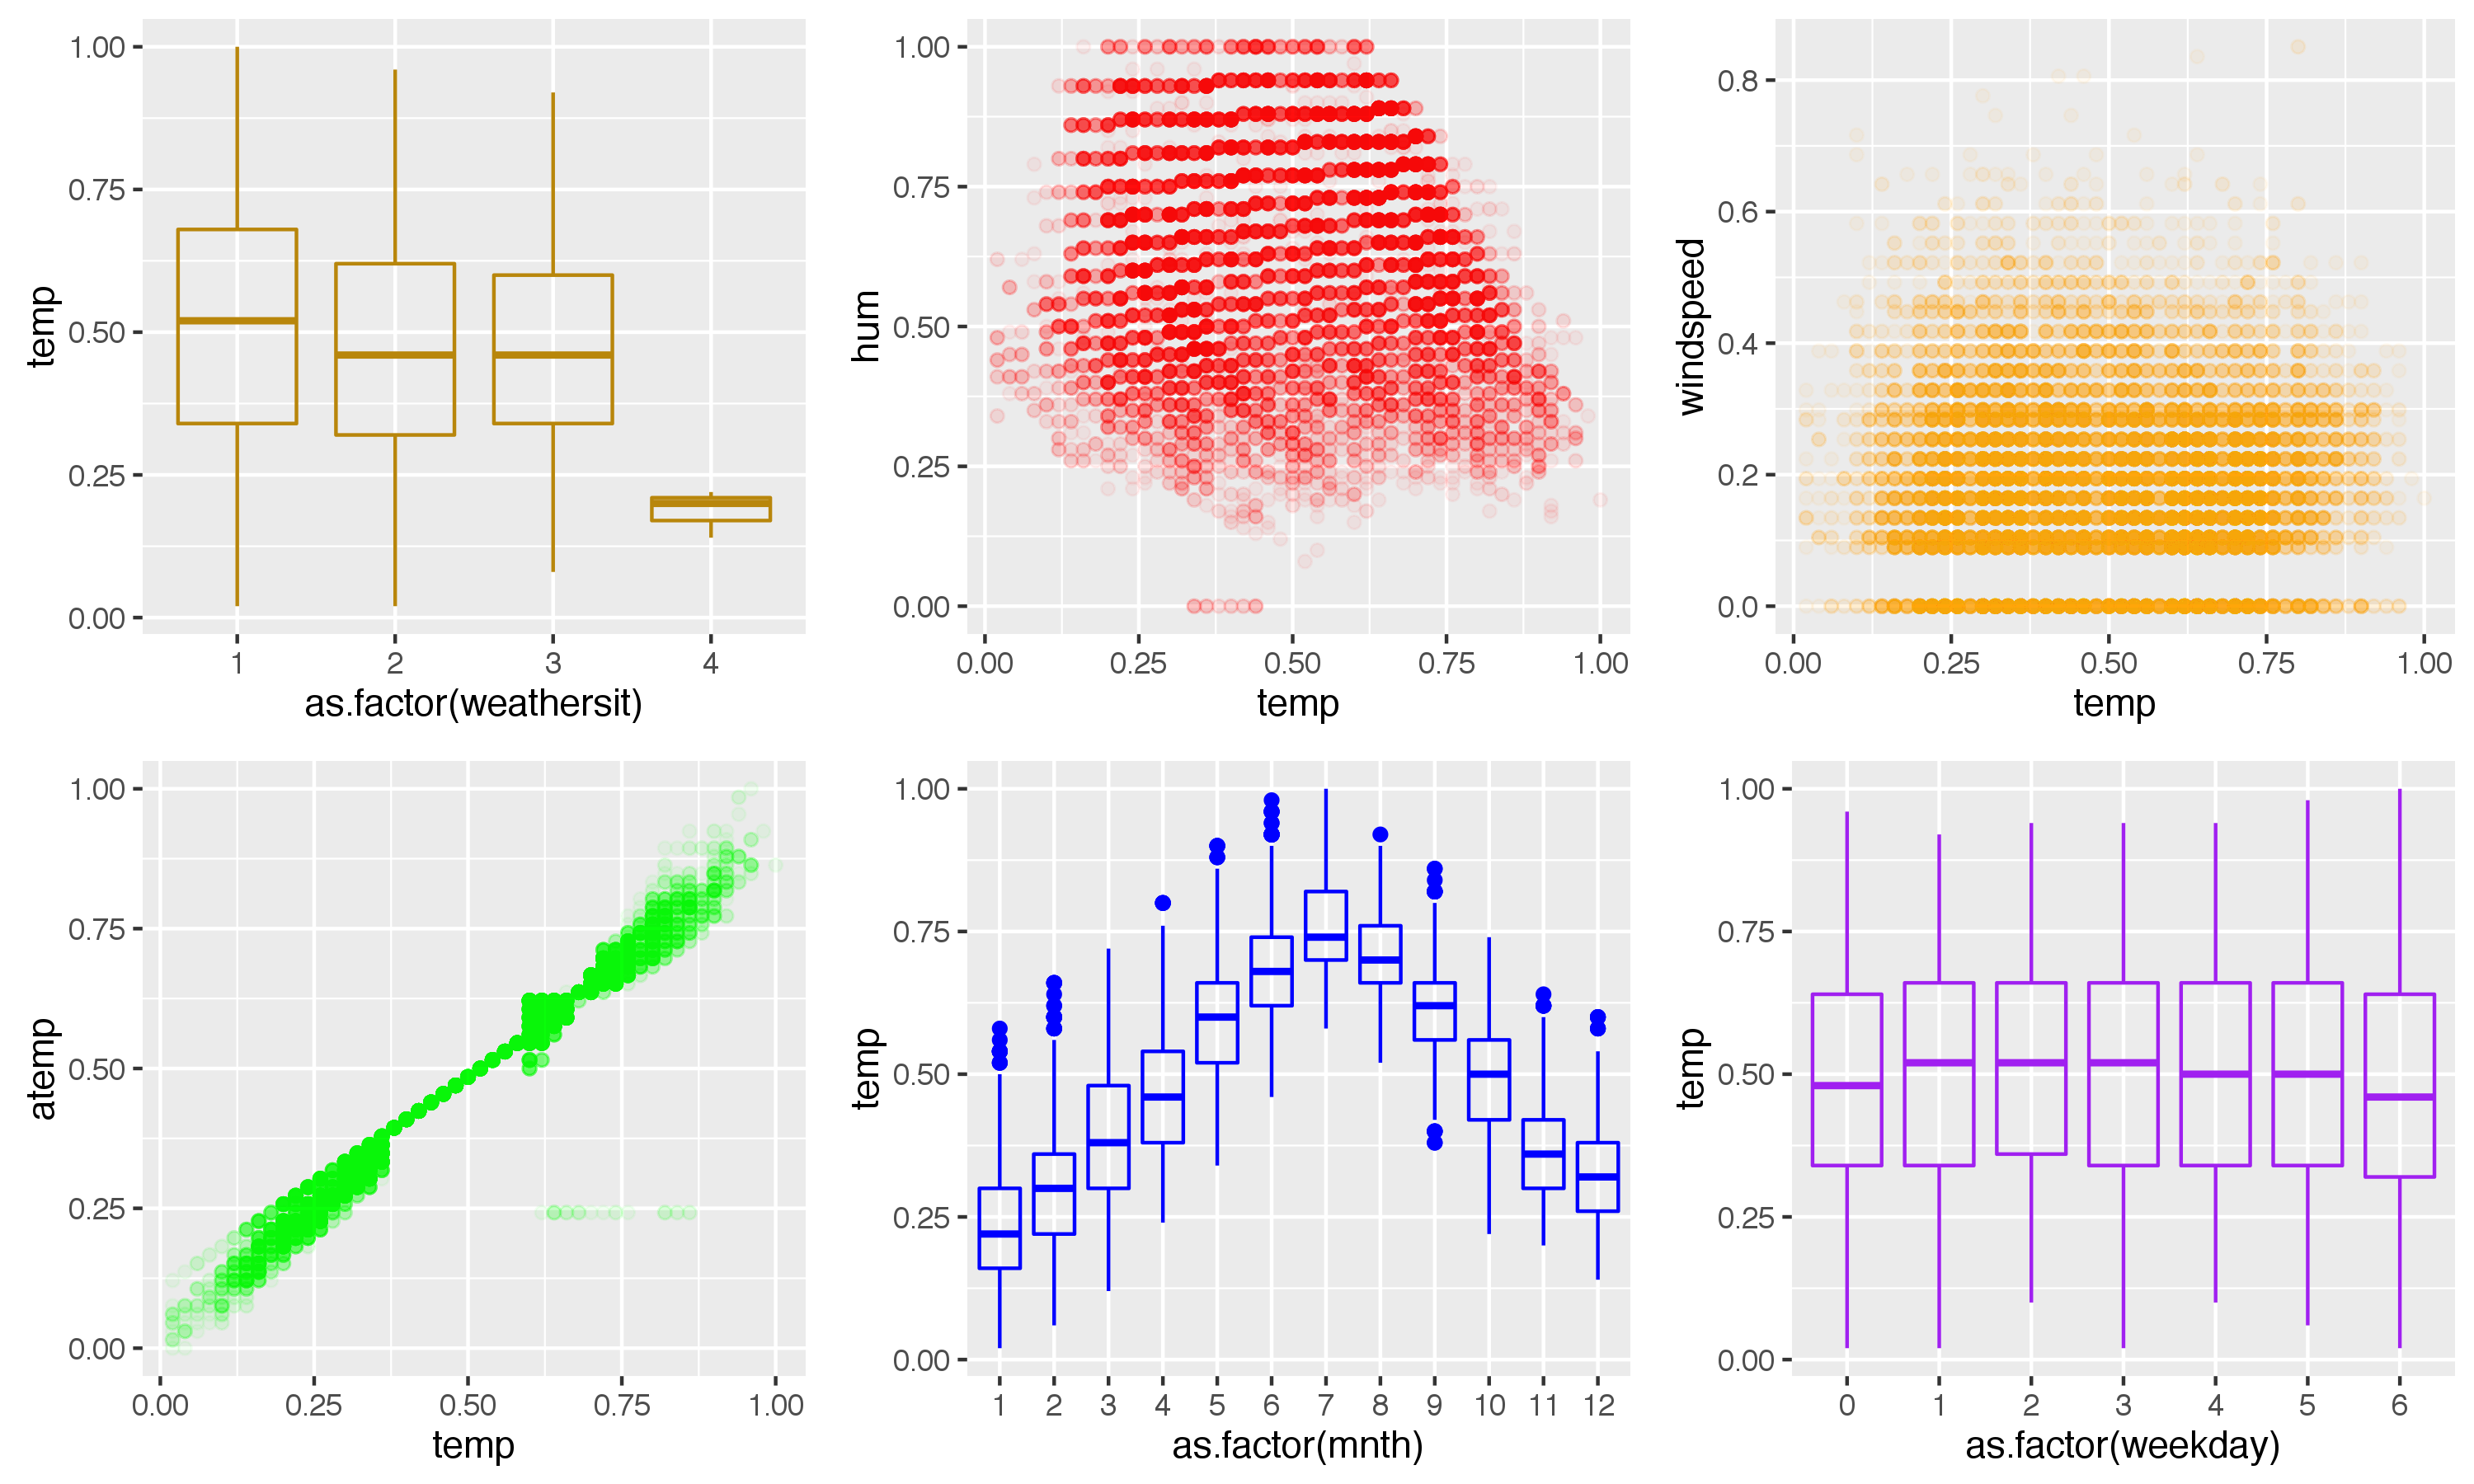 temp
1.00
0.75
0.50
0.25
0.00
1 2 3 4
as.factor(weathersit)
hum
1.00
0.75
0.50
0.25
0.00
0.00 0.25 0.50 0.75 1.00
temp
windspeed
0.8
0.6
0.4
0.2
0.0
0.00 0.25 0.50 0.75 1.00
temp
atemp
1.00
0.75
0.50
0.25
0.00
0.00 0.25 0.50 0.75 1.00
temp
temp
1.00
0.75
0.50
0.25
0.00
1 2 3 4 5 6 7 8 9 10 11 12
as.factor(mnth)
temp
1.00
0.75
0.50
0.25
0.00
0 1 2 3 4 5 6
as.factor(weekday)